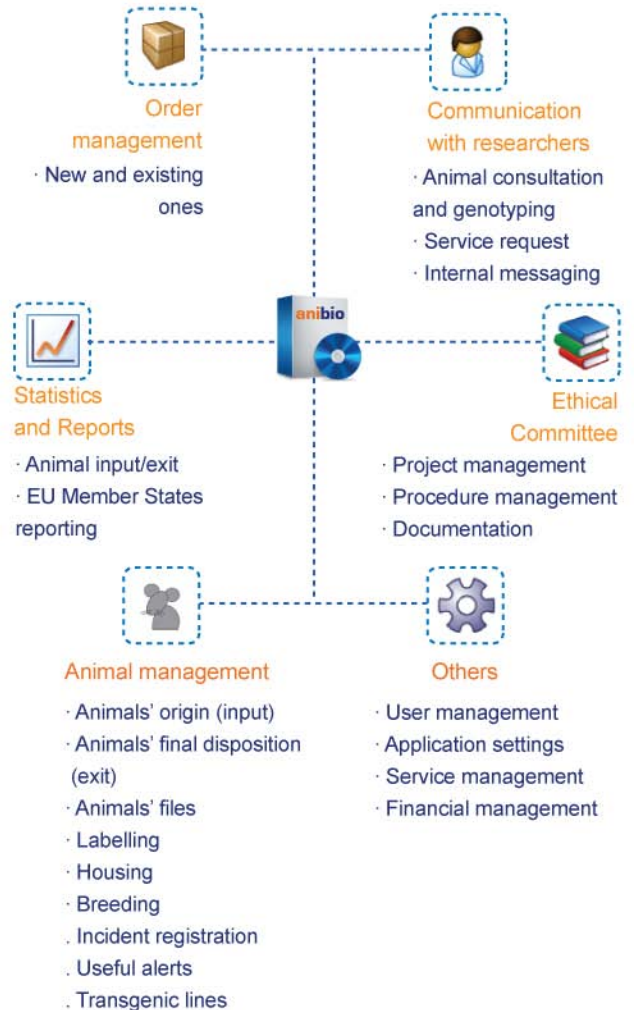 Order
management
· New and existing
ones
Communication
with researchers
· Animal consultation
and genotyping
· Service request
· Internal messaging
anibio
Statistics
and Reports
· Animal input/exit
· EU Member States
reporting
Ethical
Committee
· Project management
· Procedure management
· Documentation
Animal management
· Animals' origin (input)
· Animals' final disposition
(exit)
· Animals' files
· Labelling
· Housing
· Breeding
. Incident registration
. Useful alerts
. Transgenic lines
Others
· User management
· Application settings
· Service management
· Financial management